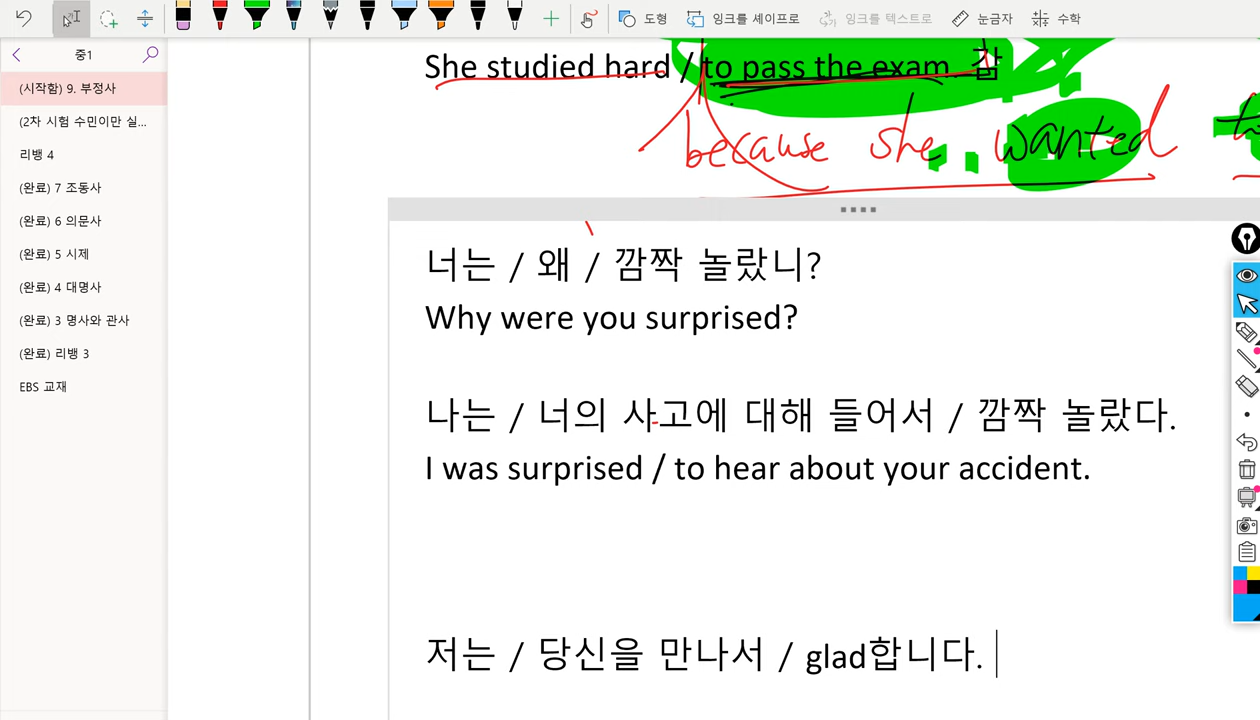 도형
잉크를 셰이프로
잉크를 텍스트로
눈금자
수학
중1
(시작함) 9. 부정사
(2차 시험 수민이만 실...
리뱅 4
(완료) 7 조동사
(완료) 6 의문사
(완료) 5 시제
(완료) 4 대명사
(완료) 3 명사와 관사
(완료) 리뱅 3
EBS 교재
She studied hard / to pass the exam.
because she wanted
너는 / 왜 / 깜짝 놀랐니?
Why were you surprised?
나는 / 너의 사고에 대해 들어서 / 깜짝 놀랐다.
I was surprised / to hear about your accident.
저는 / 당신을 만나서 / glad합니다.